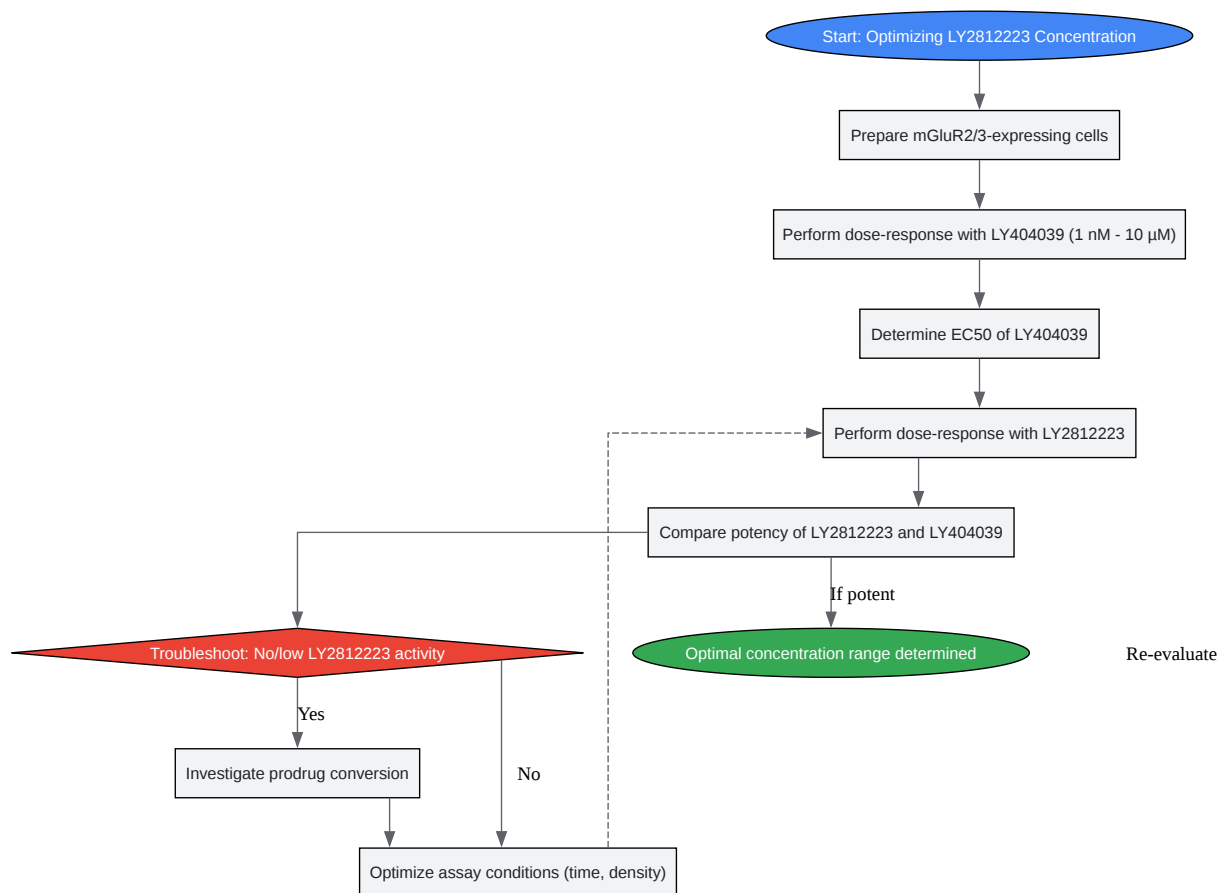 Start: Optimizing LY2812223 Concentration
Prepare mGluR2/3-expressing cells
Perform dose-response with LY404039 (1 nM - 10 µM)
Determine EC50 of LY404039
Perform dose-response with LY2812223
Compare potency of LY2812223 and LY404039
If potent
Troubleshoot: No/low LY2812223 activity
Optimal concentration range determined
Re-evaluate
Yes
Investigate prodrug conversion
No
Optimize assay conditions (time, density)